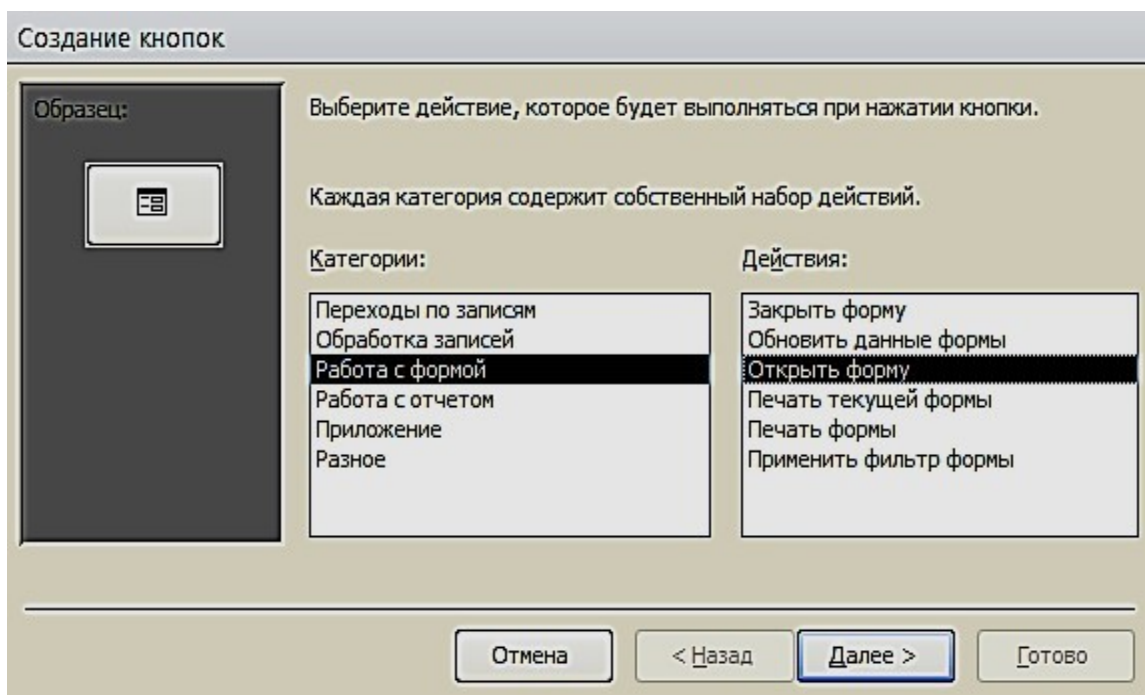 Создание кнопок
Образец:
Выберите действие, которое будет выполняться при нажатии кнопки.
Каждая категория содержит собственный набор действий.
Категории:
Переходы по записям
Обработка записей
Работа с формой
Работа с отчетом
Приложение
Разное
Действия:
Закрыть форму
Обновить данные формы
Открыть форму
Печать текущей формы
Печать формы
Применить фильтр формы
Отмена
< Назад
Далее >
Готово